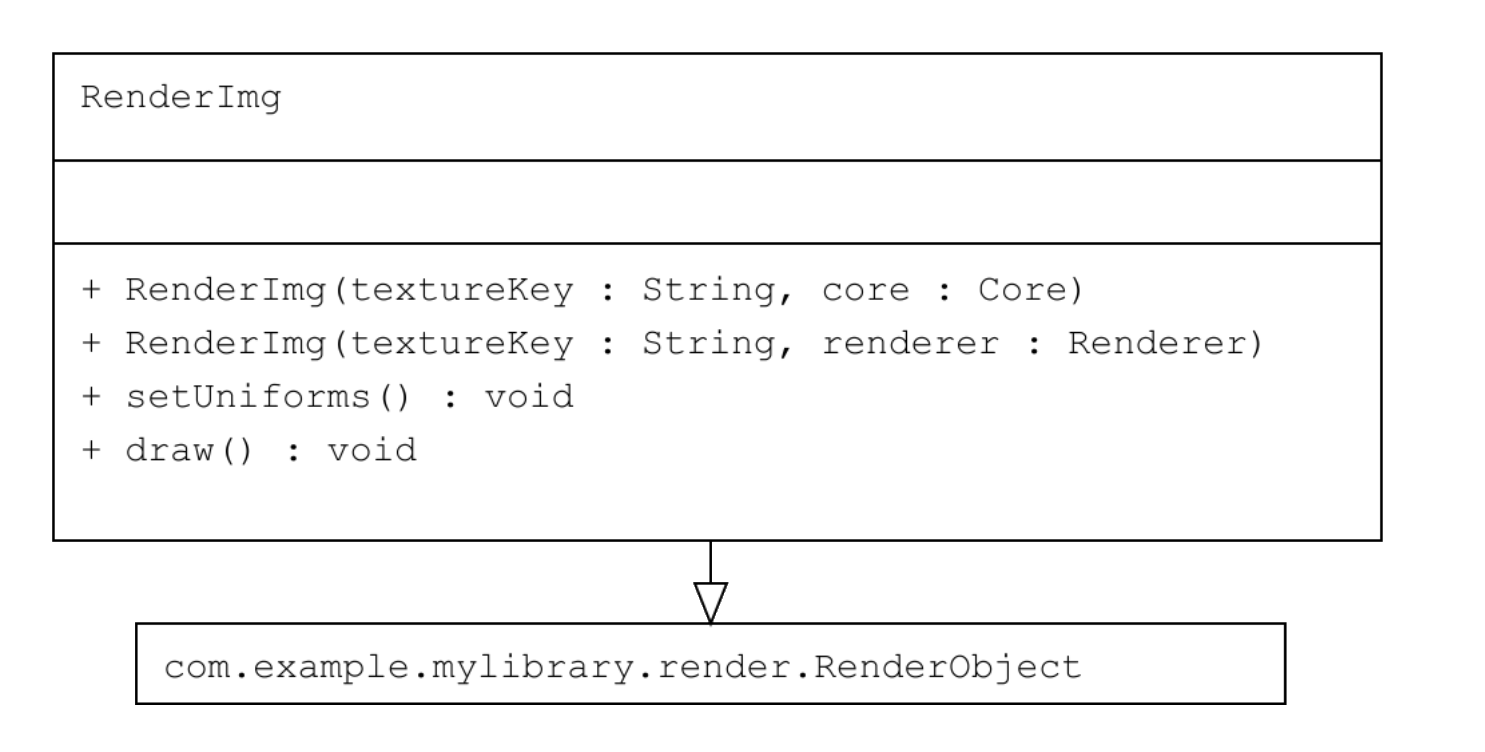 RenderImg
+ RenderImg(textureKey : String, core : Core)
+ RenderImg(textureKey : String, renderer : Renderer)
+ setUniforms() : void
+ draw() : void
com.example.mylibrary.render.RenderObject